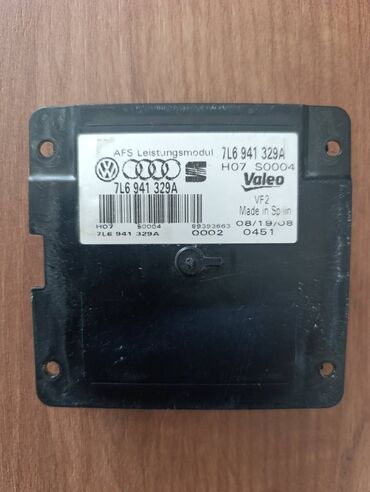 AFS Leistungsmodul
7L6 941 329A
H07 S0004
7L6 941 329A
Valeo
VF2
Made in Spain
H07 S0004 89393663
08/19/08
7L6 941 329A
0002 0451